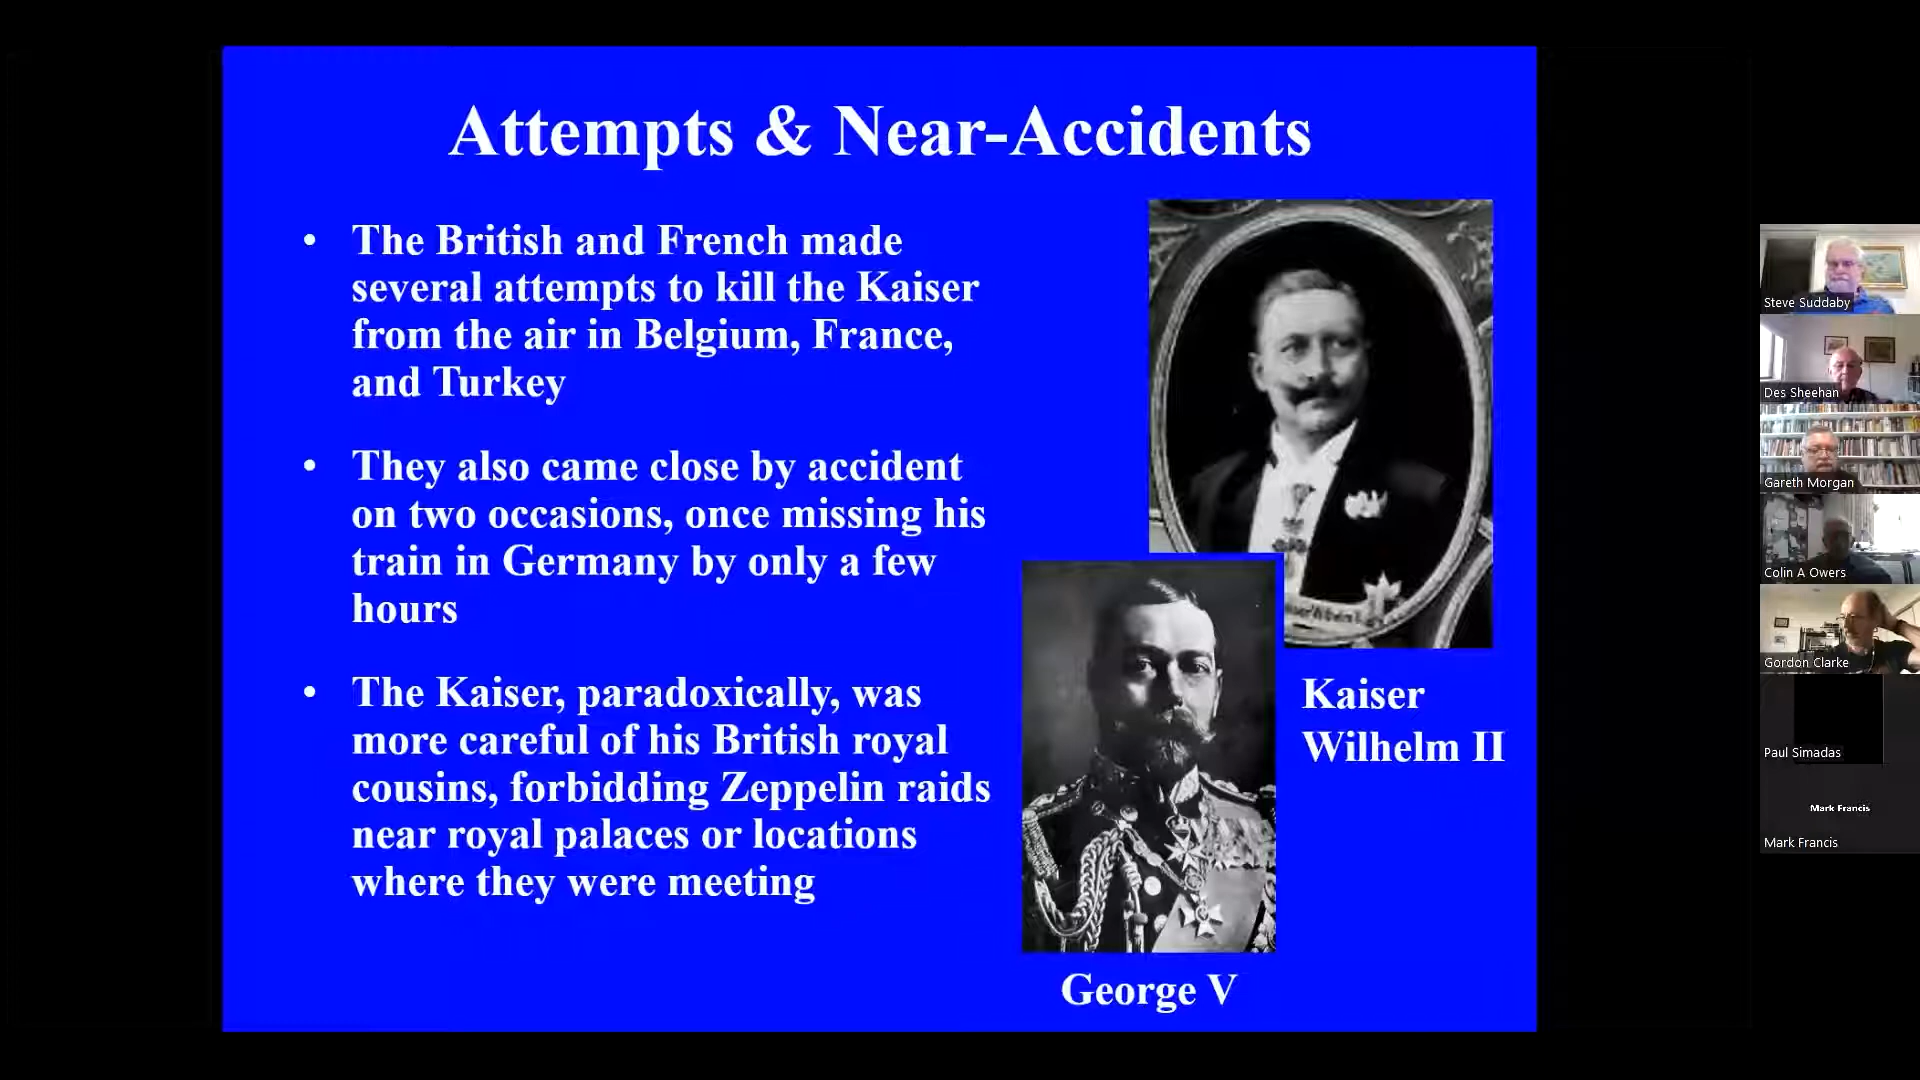 Attempts & Near-Accidents
• The British and French made
several attempts to kill the Kaiser
from the air in Belgium, France,
and Turkey
• They also came close by accident
on two occasions, once missing his
train in Germany by only a few
hours
• The Kaiser, paradoxically, was
more careful of his British royal
cousins, forbidding Zeppelin raids
near royal palaces or locations
where they were meeting
Kaiser
Wilhelm II
George V
Steve Suddaby
Des Sheehan
Gareth Morgan
Colin A Owers
Gordon Clarke
Paul Simadas
Mark Francis
Mark Francis